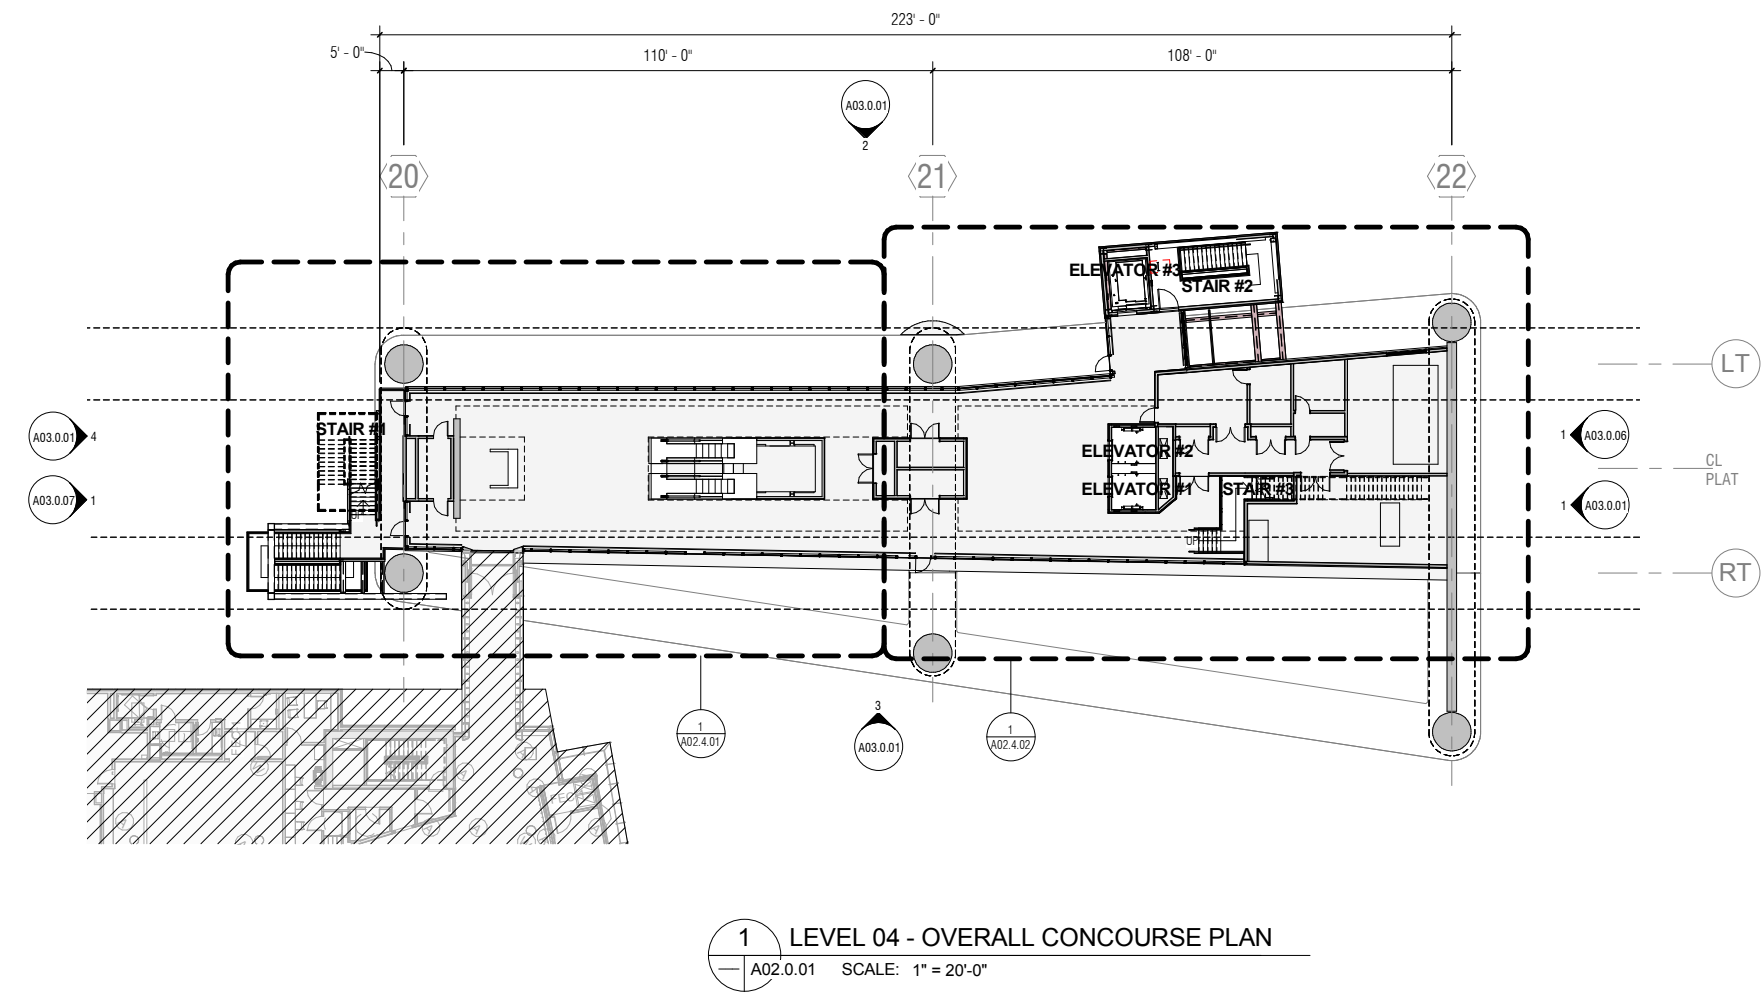 223' - 0"
5' - 0"
110' - 0"
108' - 0"
A03.0.01
2
20
21
22
ELEVATOR #3
STAIR #2
LT
STAIR #1
A03.0.01
4
1
A03.0.06
ELEVATOR #2
CL
PLAT
A03.0.07
1
ELEVATOR #1
STAIR #3
1
A03.0.01
UP
UP
RT
1
A02.4.01
3
A03.0.01
1
A02.4.02
FEC
1
LEVEL 04 - OVERALL CONCOURSE PLAN
A02.0.01
SCALE: 1" = 20'-0"